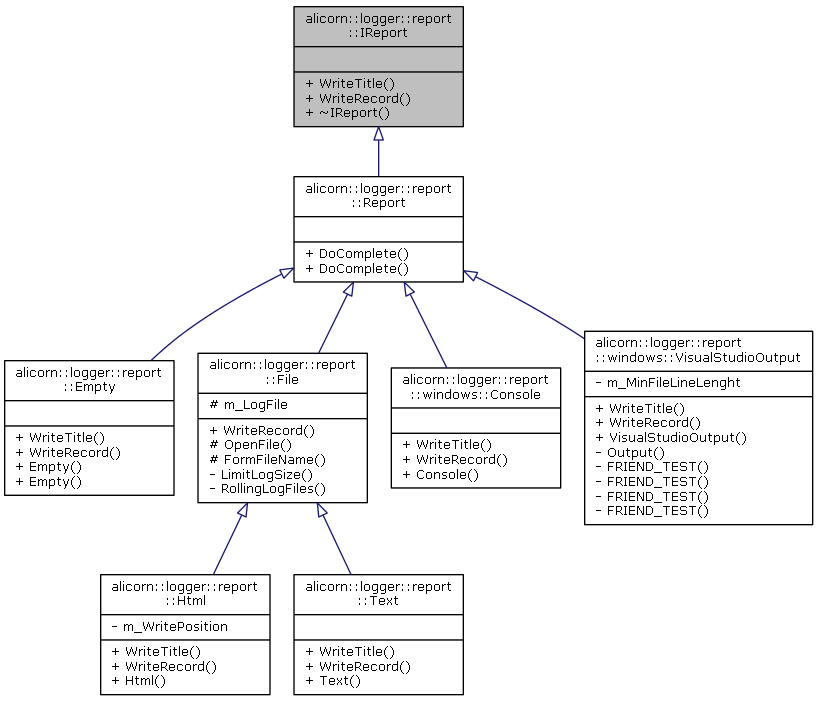 alicorn::logger::report
::IReport
+ WriteTitle()
+ WriteRecord()
+ ~IReport()
alicorn::logger::report
::Report
+ DoComplete()
+ DoComplete()
alicorn::logger::report
::Empty
+ WriteTitle()
+ WriteRecord()
+ Empty()
+ Empty()
alicorn::logger::report
::File
# m_LogFile
+ WriteRecord()
# OpenFile()
# FormFileName()
- LimitLogSize()
- RollingLogFiles()
alicorn::logger::report
::windows::Console
+ WriteTitle()
+ WriteRecord()
+ Console()
alicorn::logger::report
::windows::VisualStudioOutput
- m_MinFileLineLenght
+ WriteTitle()
+ WriteRecord()
+ VisualStudioOutput()
- Output()
- FRIEND_TEST()
- FRIEND_TEST()
- FRIEND_TEST()
- FRIEND_TEST()
alicorn::logger::report
::Html
- m_WritePosition
+ WriteTitle()
+ WriteRecord()
+ Html()
alicorn::logger::report
::Text
+ WriteTitle()
+ WriteRecord()
+ Text()